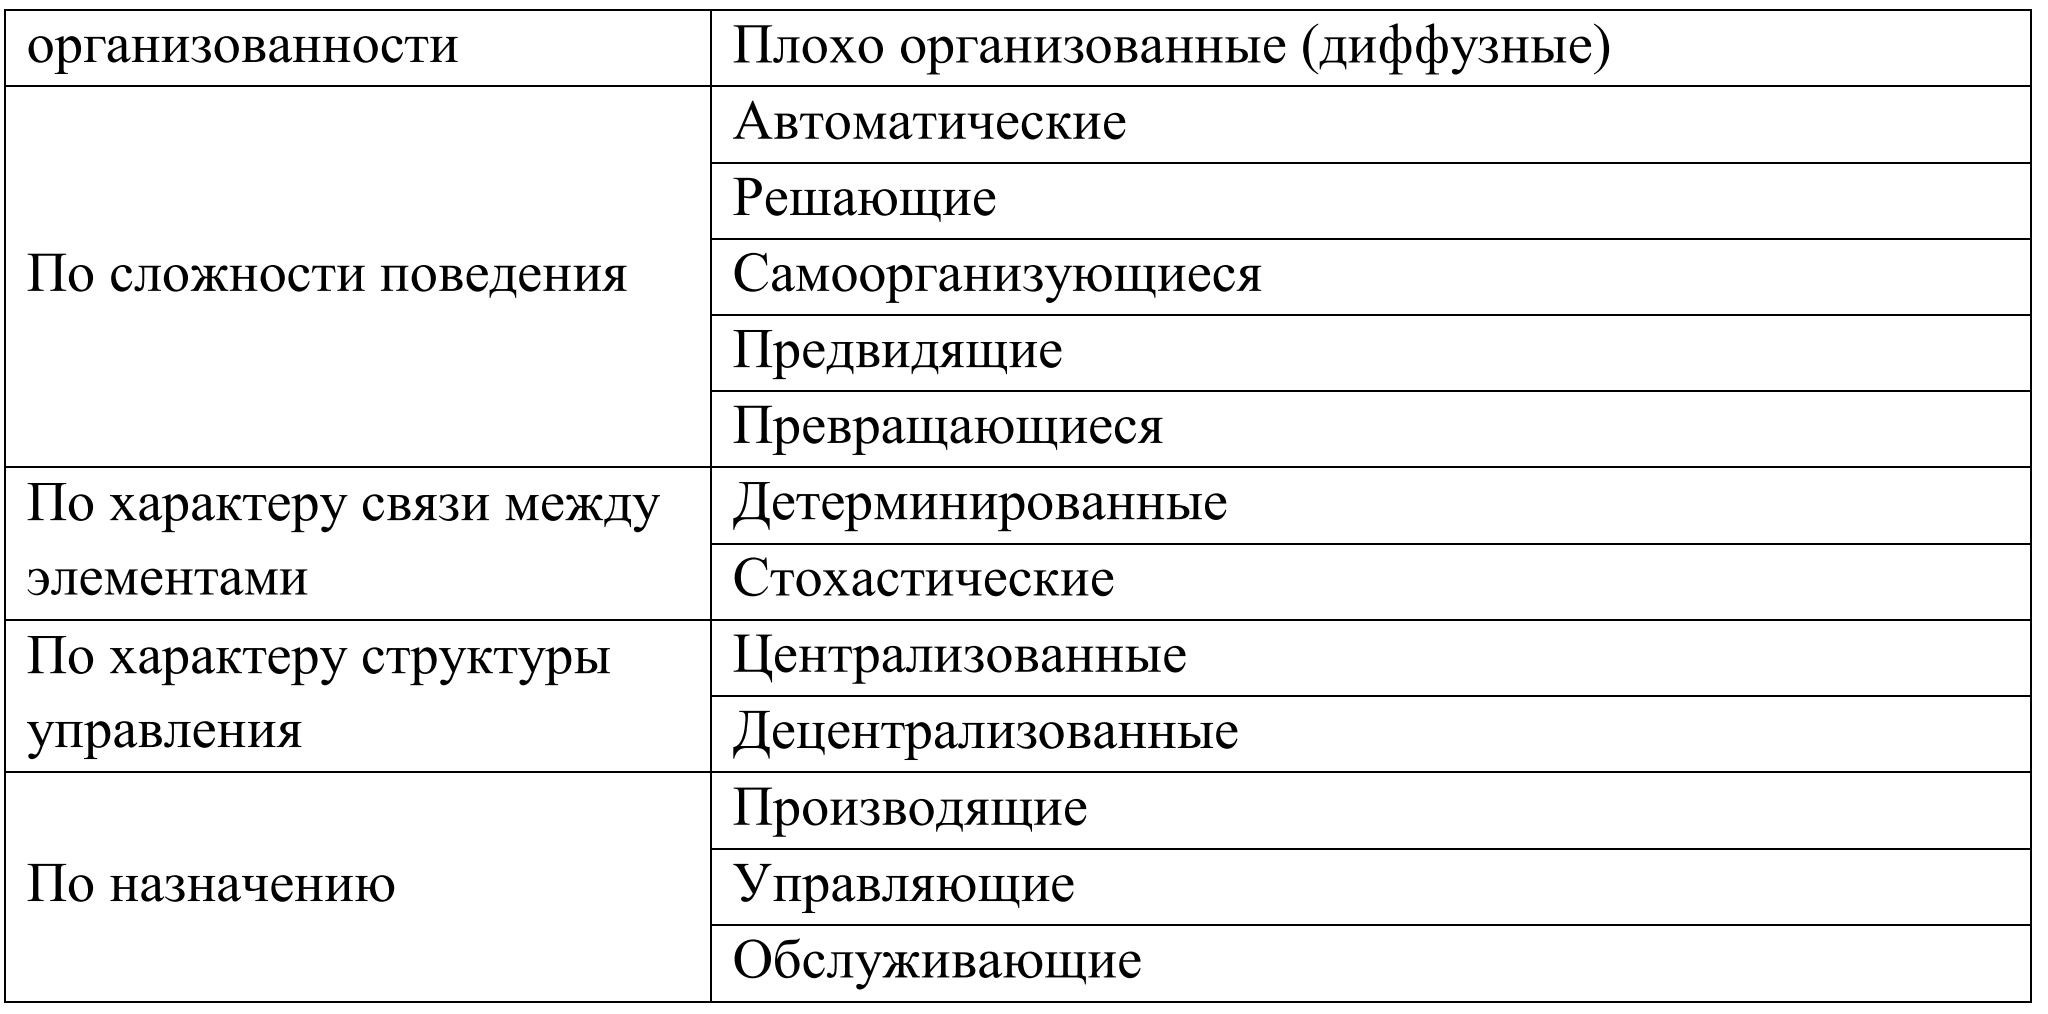 организованности
Плохо организованные (диффузные)
По сложности поведения
Автоматические
Решающие
Самоорганизующиеся
Предвидящие
Превращающиеся
По характеру связи между
элементами
Детерминированные
Стохастические
По характеру структуры
управления
Централизованные
Децентрализованные
По назначению
Производящие
Управляющие
Обслуживающие